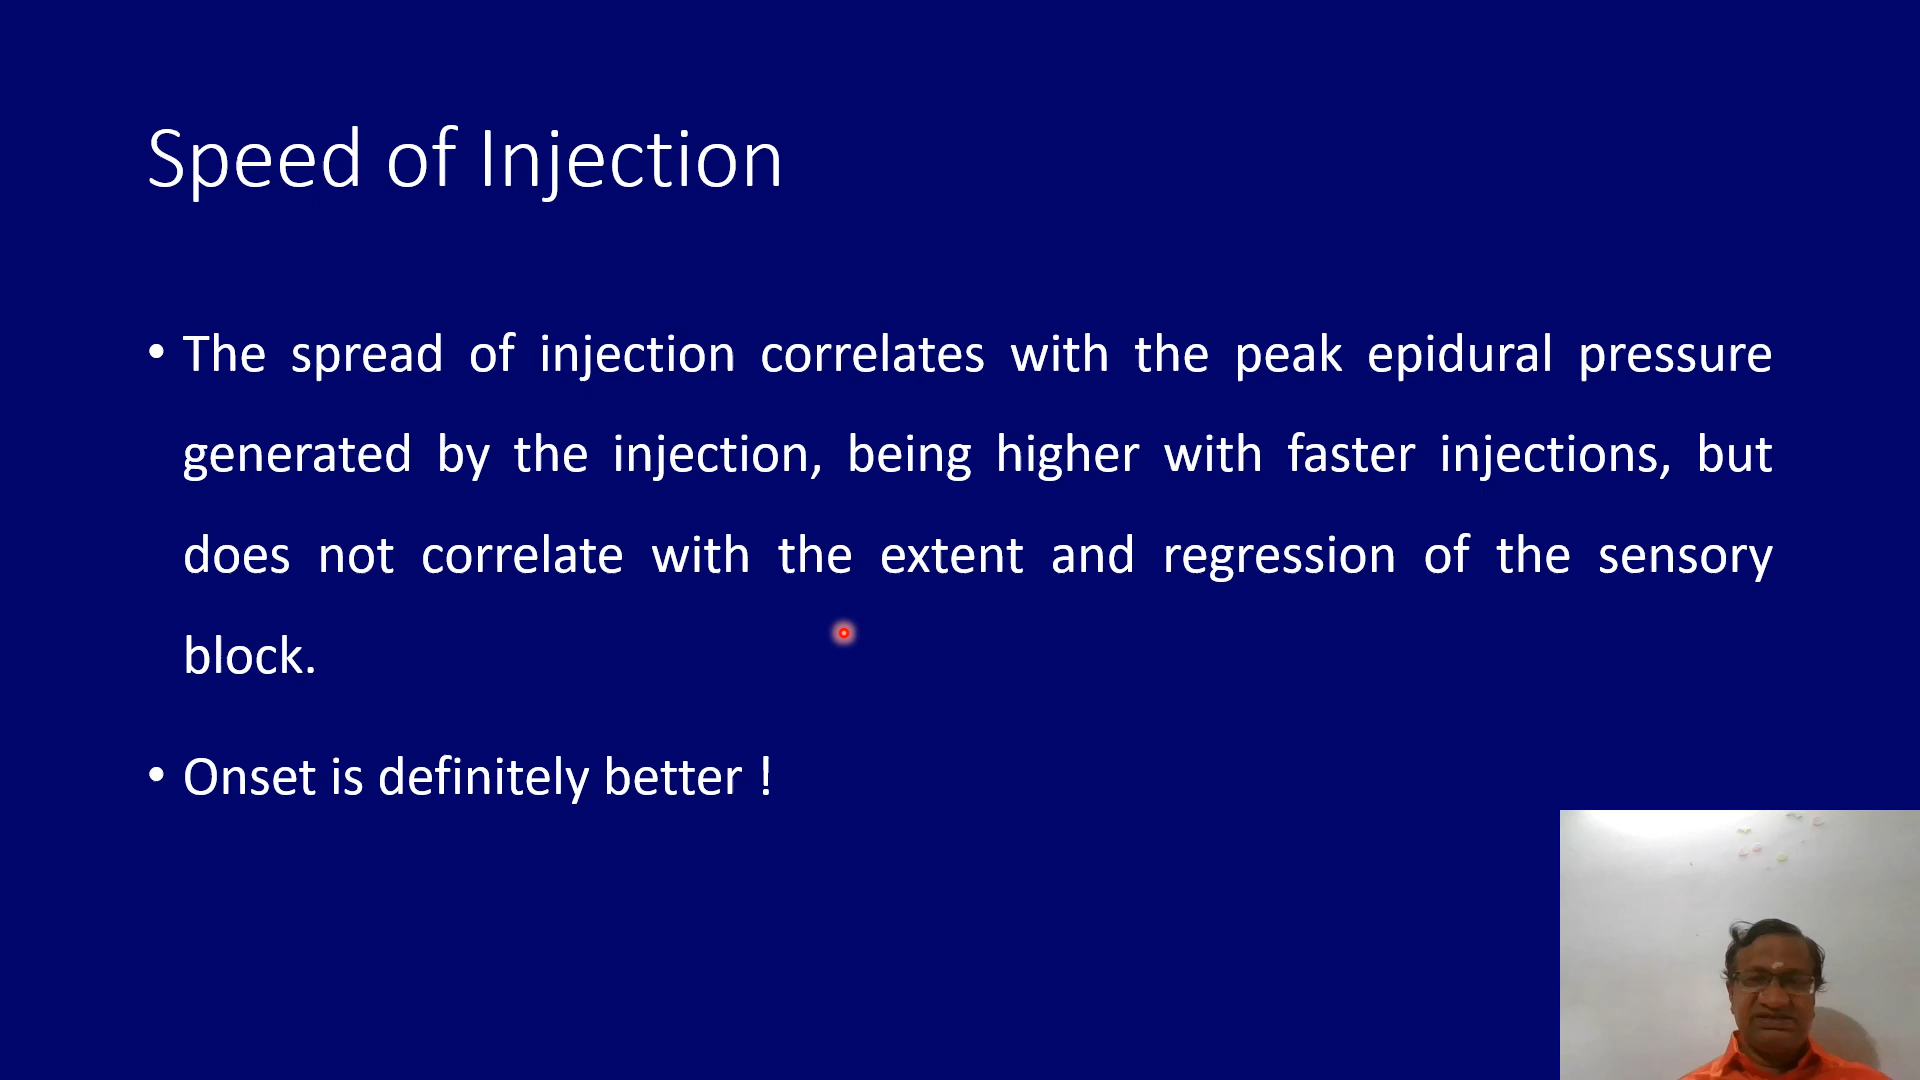 Speed of Injection
• The spread of injection correlates with the peak epidural pressure
generated by the injection, being higher with faster injections, but
does not correlate with the extent and regression of the sensory
block.
• Onset is definitely better !